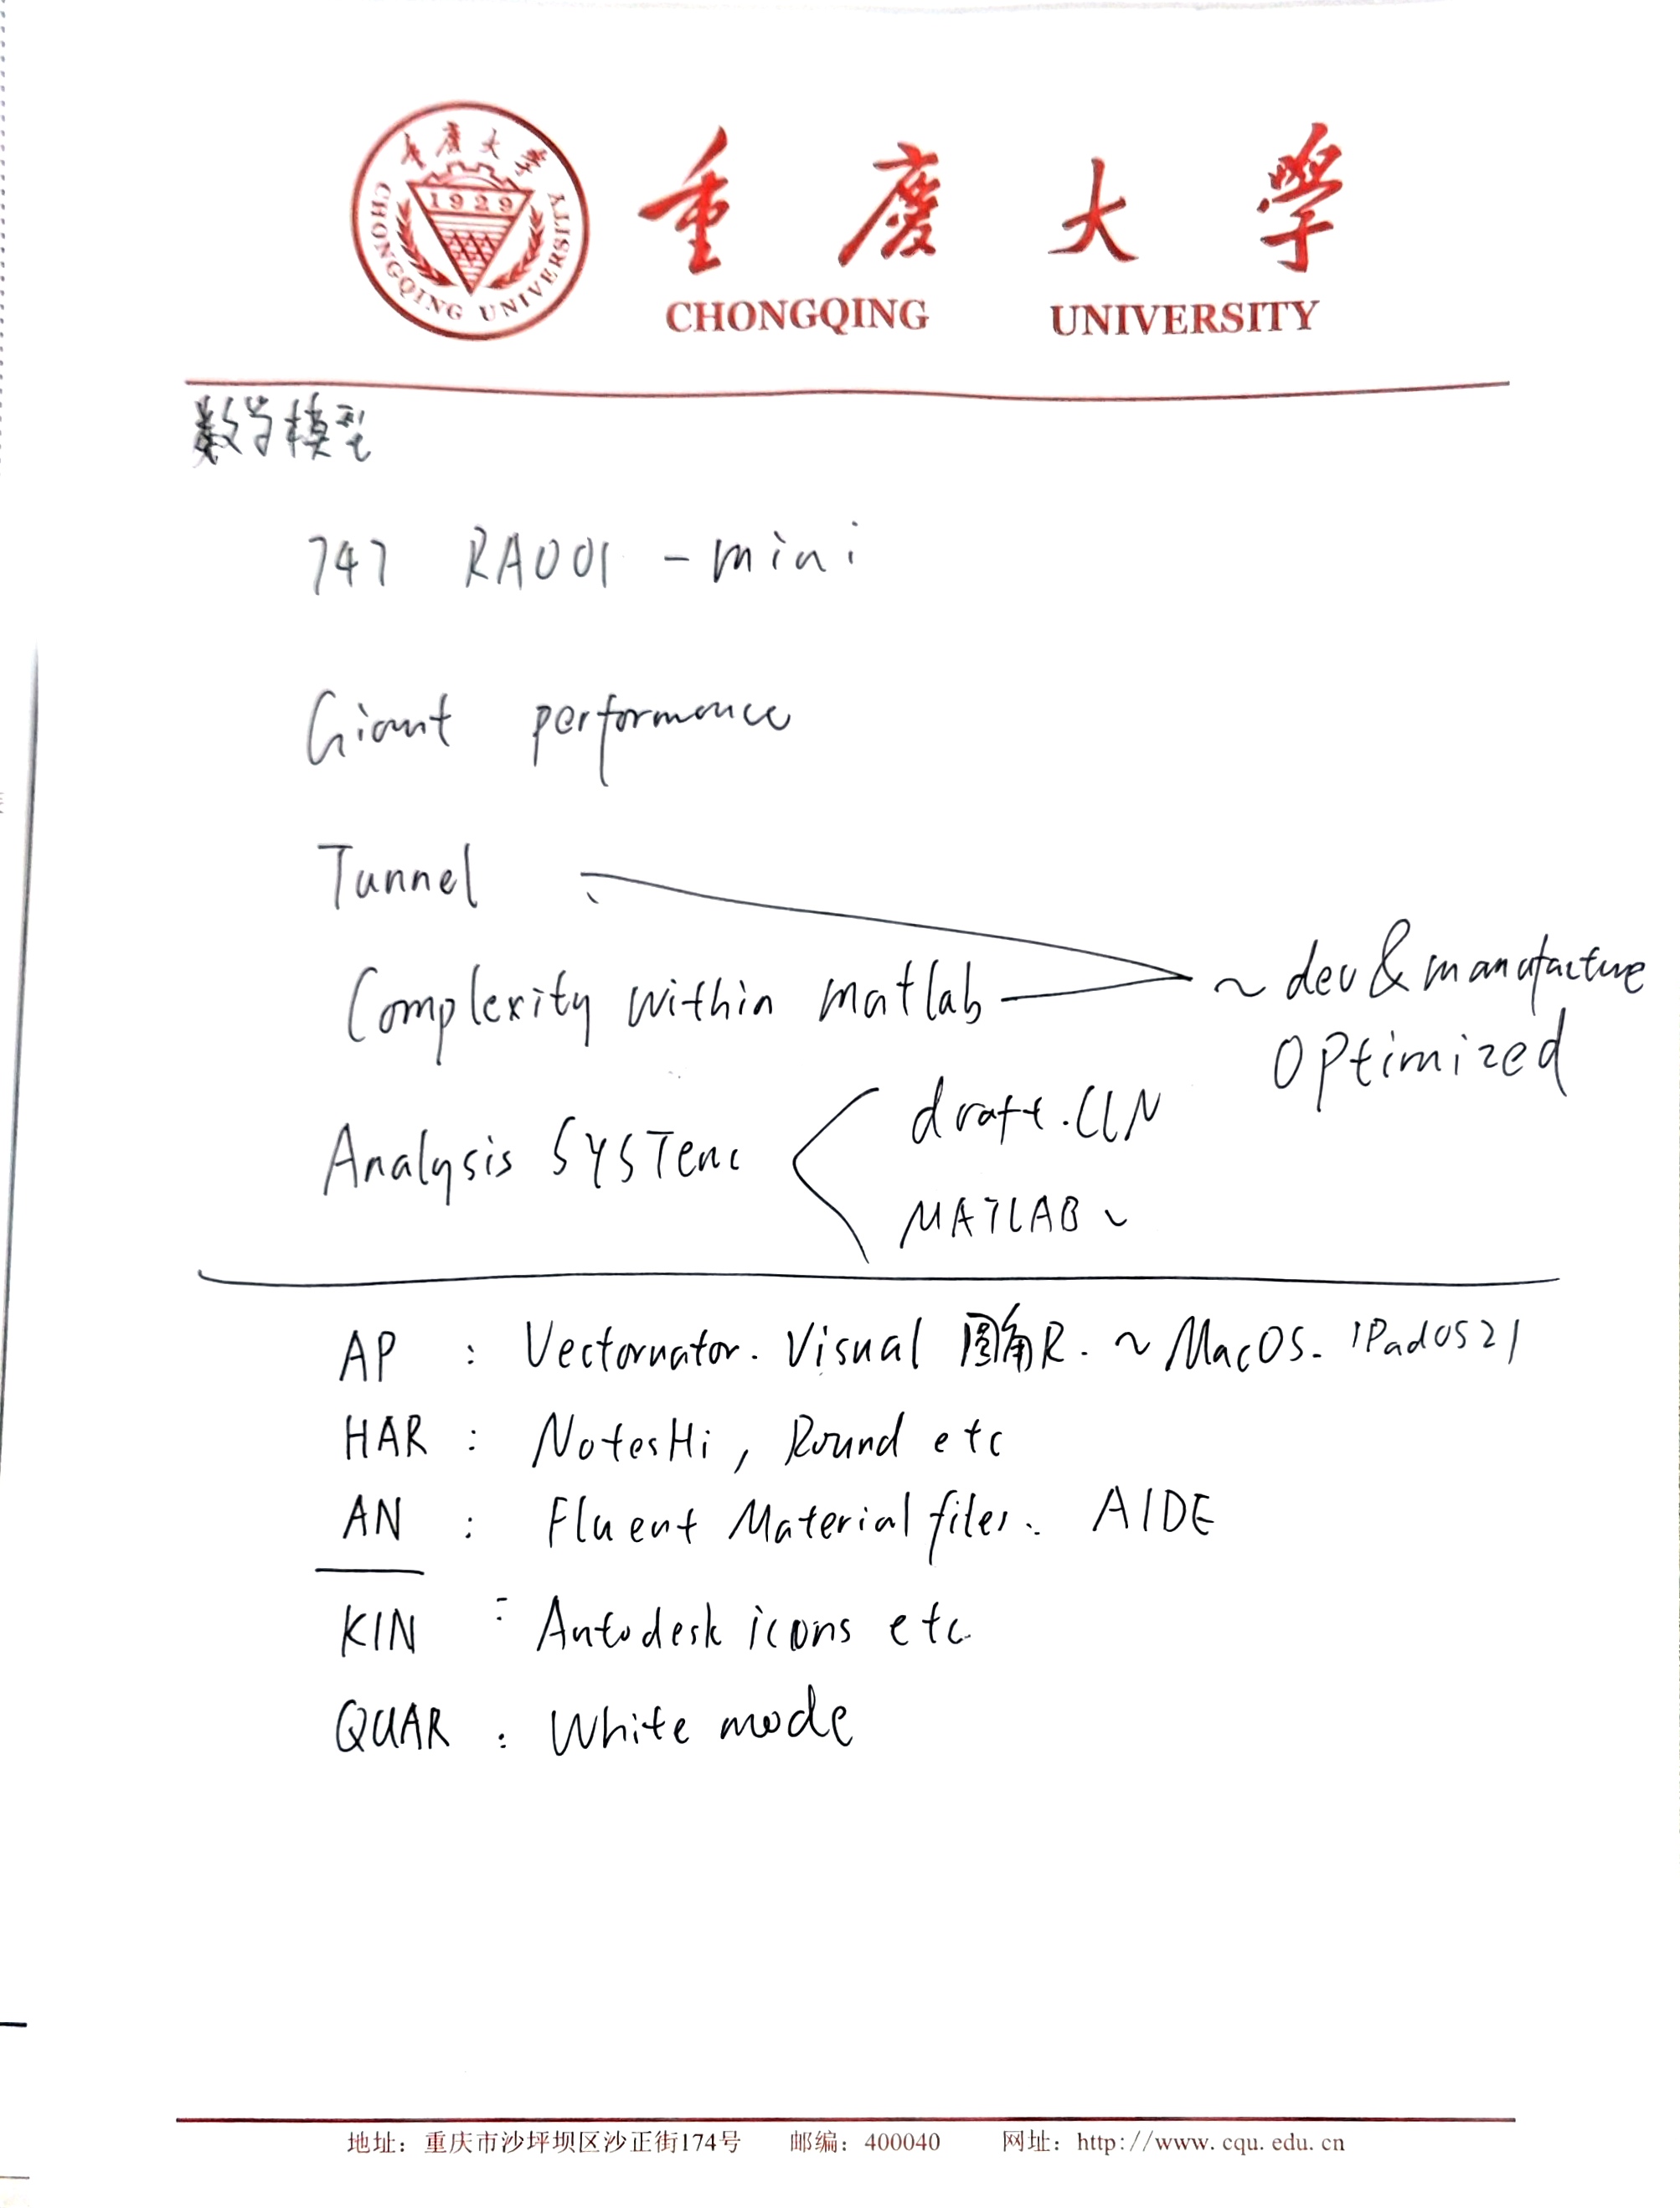 重慶大學
1929
CHONGQING UNIVERSITY
重慶大學
CHONGQING UNIVERSITY
数学模型
747 RA001 - mini
Giant performance
Tunnel
Complexity within matlab ~ dev & manufacture
Optimized
Analysis SYSTem
draft.CLN
MATLAB ~
AP : Vectornator. Visual 圆角R. ~ MacOS. iPadOS21
HAR : NotesHi, Round etc
AN : Fluent Material files. AIDE
KIN : Autodesk icons etc.
QUAR : White mode
地址：重庆市沙坪坝区沙正街174号 邮编：400040 网址：http://www.cqu.edu.cn